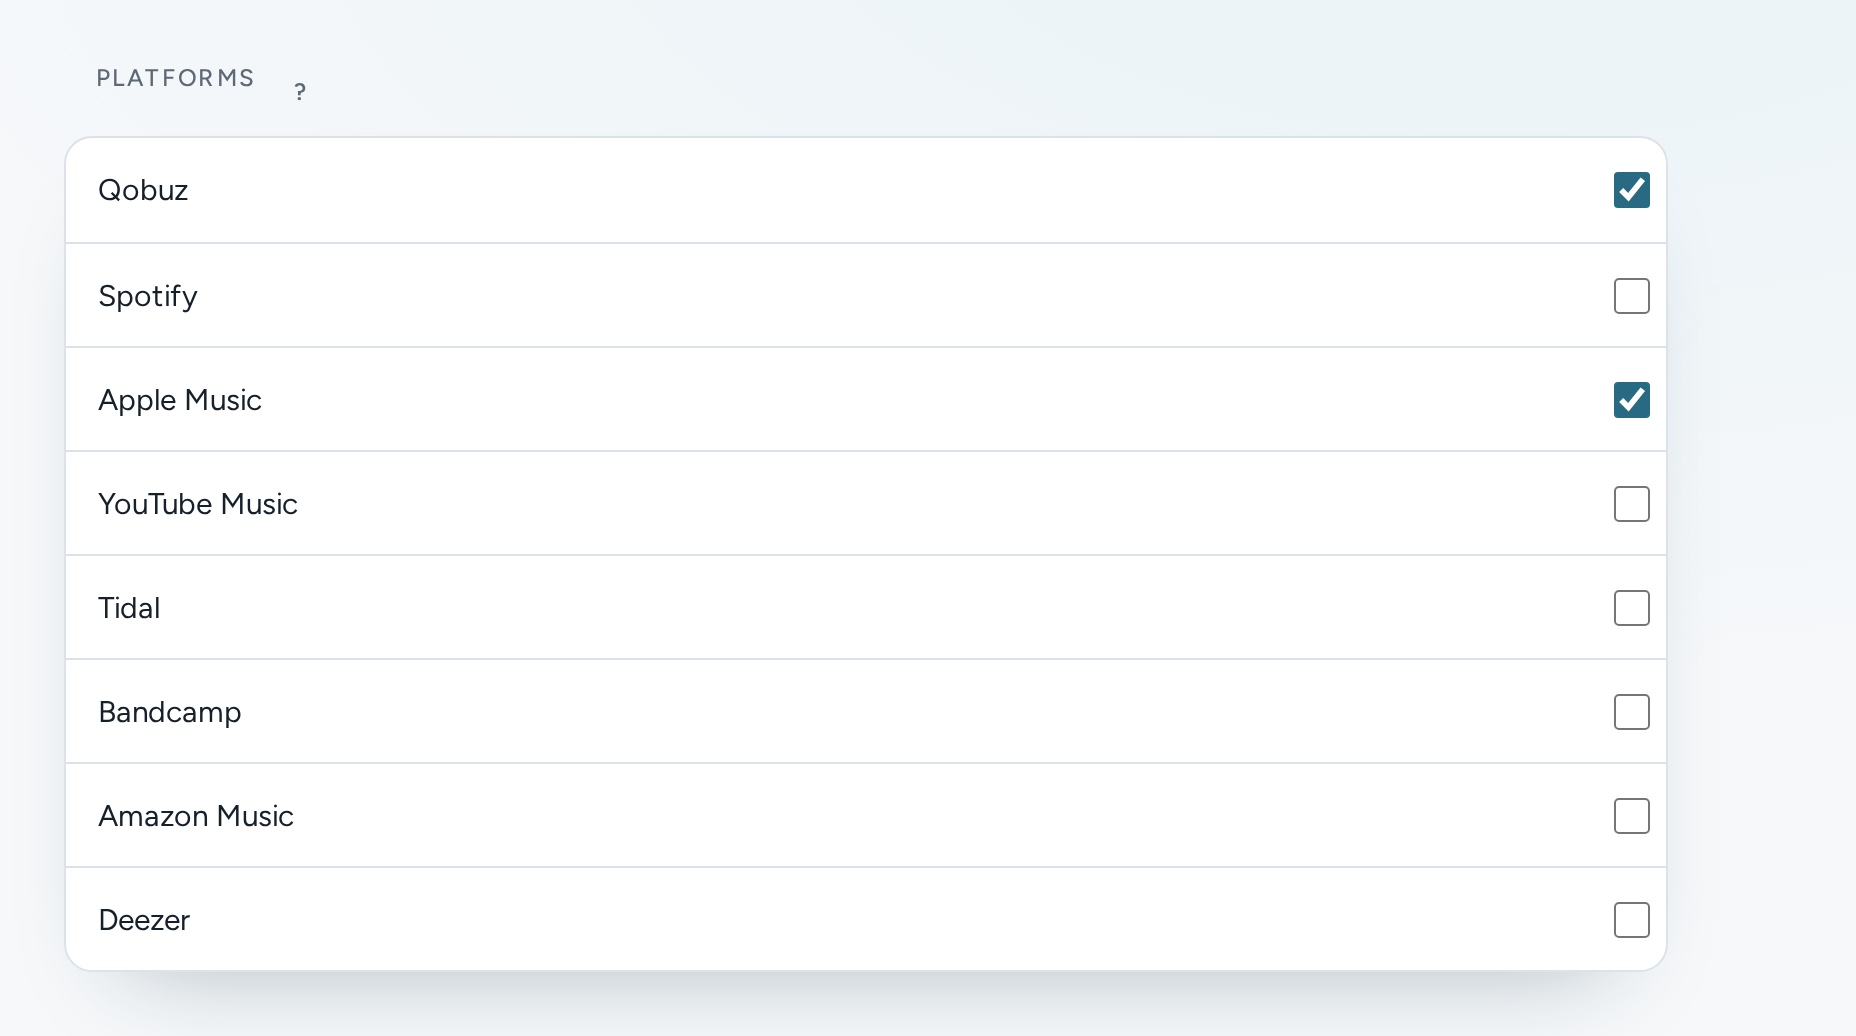 PLATFORMS ?
Qobuz
Spotify
Apple Music
YouTube Music
Tidal
Bandcamp
Amazon Music
Deezer